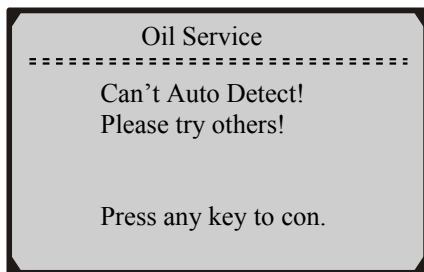 Oil Service
Can’t Auto Detect!
Please try others!
Press any key to con.